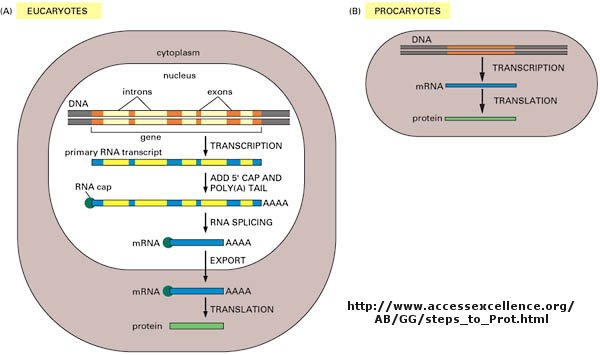 (A) EUCARYOTES
cytoplasm
nucleus
introns exons
DNA
gene
TRANSCRIPTION
primary RNA transcript
ADD 5' CAP AND
POLY(A) TAIL
RNA cap
AAAA
RNA SPLICING
mRNA AAAA
EXPORT
mRNA AAAA
TRANSLATION
protein
(B) PROCARYOTES
DNA
TRANSCRIPTION
mRNA
TRANSLATION
protein
http://www.accessexcellence.org/
AB/GG/steps_to_Prot.html